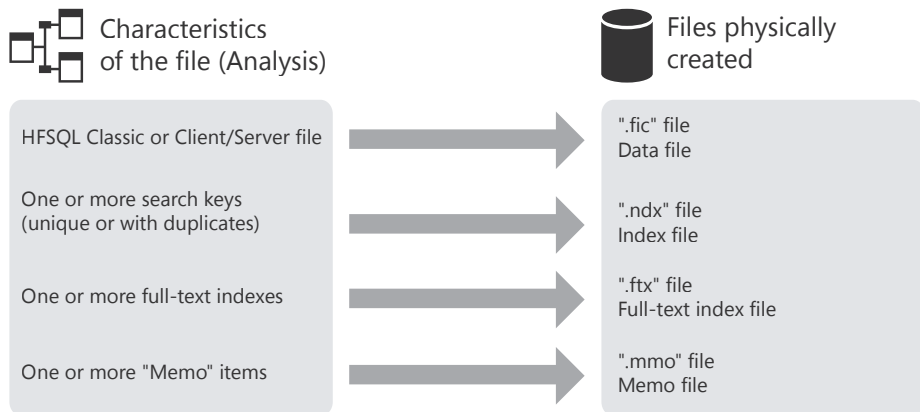 Characteristics
of the file (Analysis)
Files physically
created
HFSQL Classic or Client/Server file
".fic" file
Data file
One or more search keys
(unique or with duplicates)
".ndx" file
Index file
One or more full-text indexes
".ftx" file
Full-text index file
One or more "Memo" items
".mmo" file
Memo file